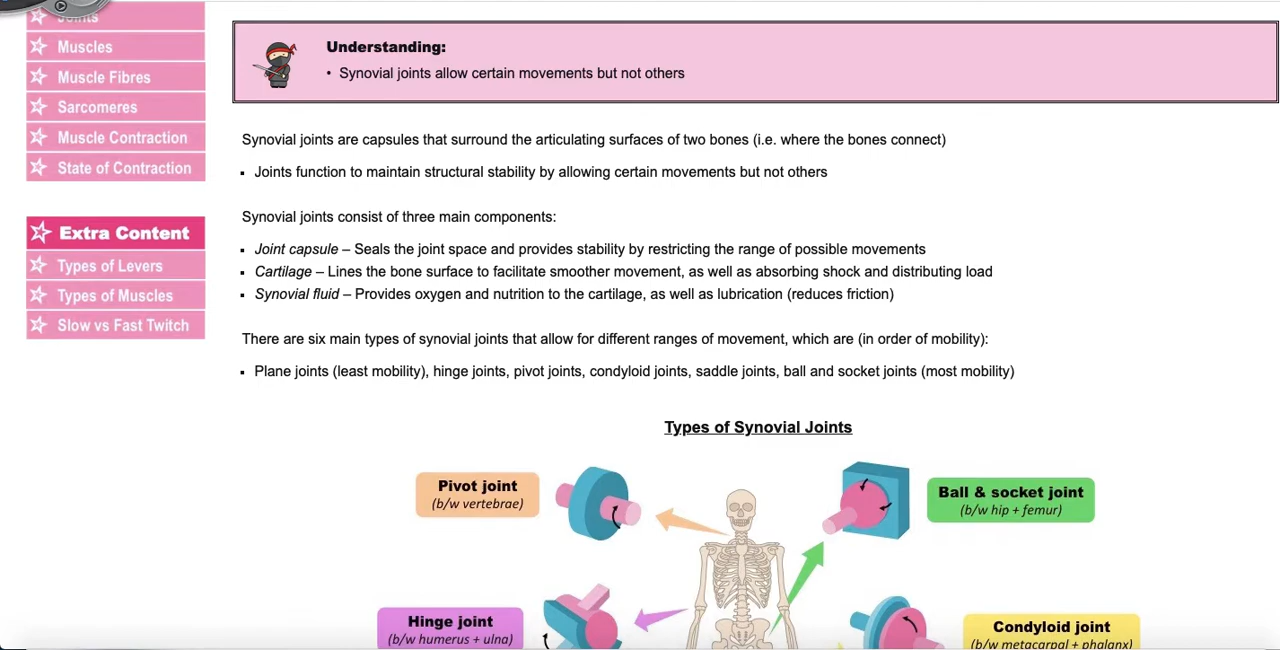 Joints
Muscles
Muscle Fibres
Sarcomeres
Muscle Contraction
State of Contraction
Extra Content
Types of Levers
Types of Muscles
Slow vs Fast Twitch
Understanding:
• Synovial joints allow certain movements but not others
Synovial joints are capsules that surround the articulating surfaces of two bones (i.e. where the bones connect)
▪ Joints function to maintain structural stability by allowing certain movements but not others
Synovial joints consist of three main components:
▪ Joint capsule – Seals the joint space and provides stability by restricting the range of possible movements
▪ Cartilage – Lines the bone surface to facilitate smoother movement, as well as absorbing shock and distributing load
▪ Synovial fluid – Provides oxygen and nutrition to the cartilage, as well as lubrication (reduces friction)
There are six main types of synovial joints that allow for different ranges of movement, which are (in order of mobility):
▪ Plane joints (least mobility), hinge joints, pivot joints, condyloid joints, saddle joints, ball and socket joints (most mobility)
Types of Synovial Joints
Pivot joint
(b/w vertebrae)
Ball & socket joint
(b/w hip + femur)
Hinge joint
(b/w humerus + ulna)
Condyloid joint
(b/w metacarpal + phalanx)